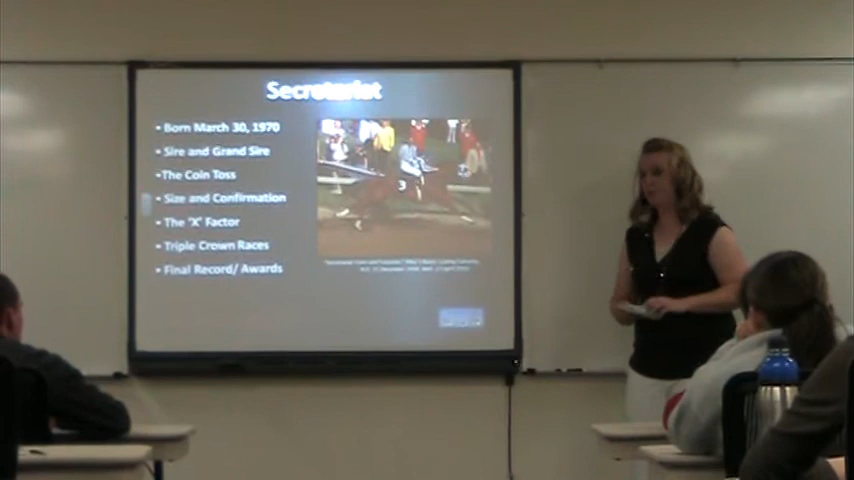 Secretariat
• Born March 30, 1970
• Sire and Grand Sire
• The Coin Toss
• Size and Confirmation
• The 'X' Factor
• Triple Crown Races
• Final Record/ Awards
3